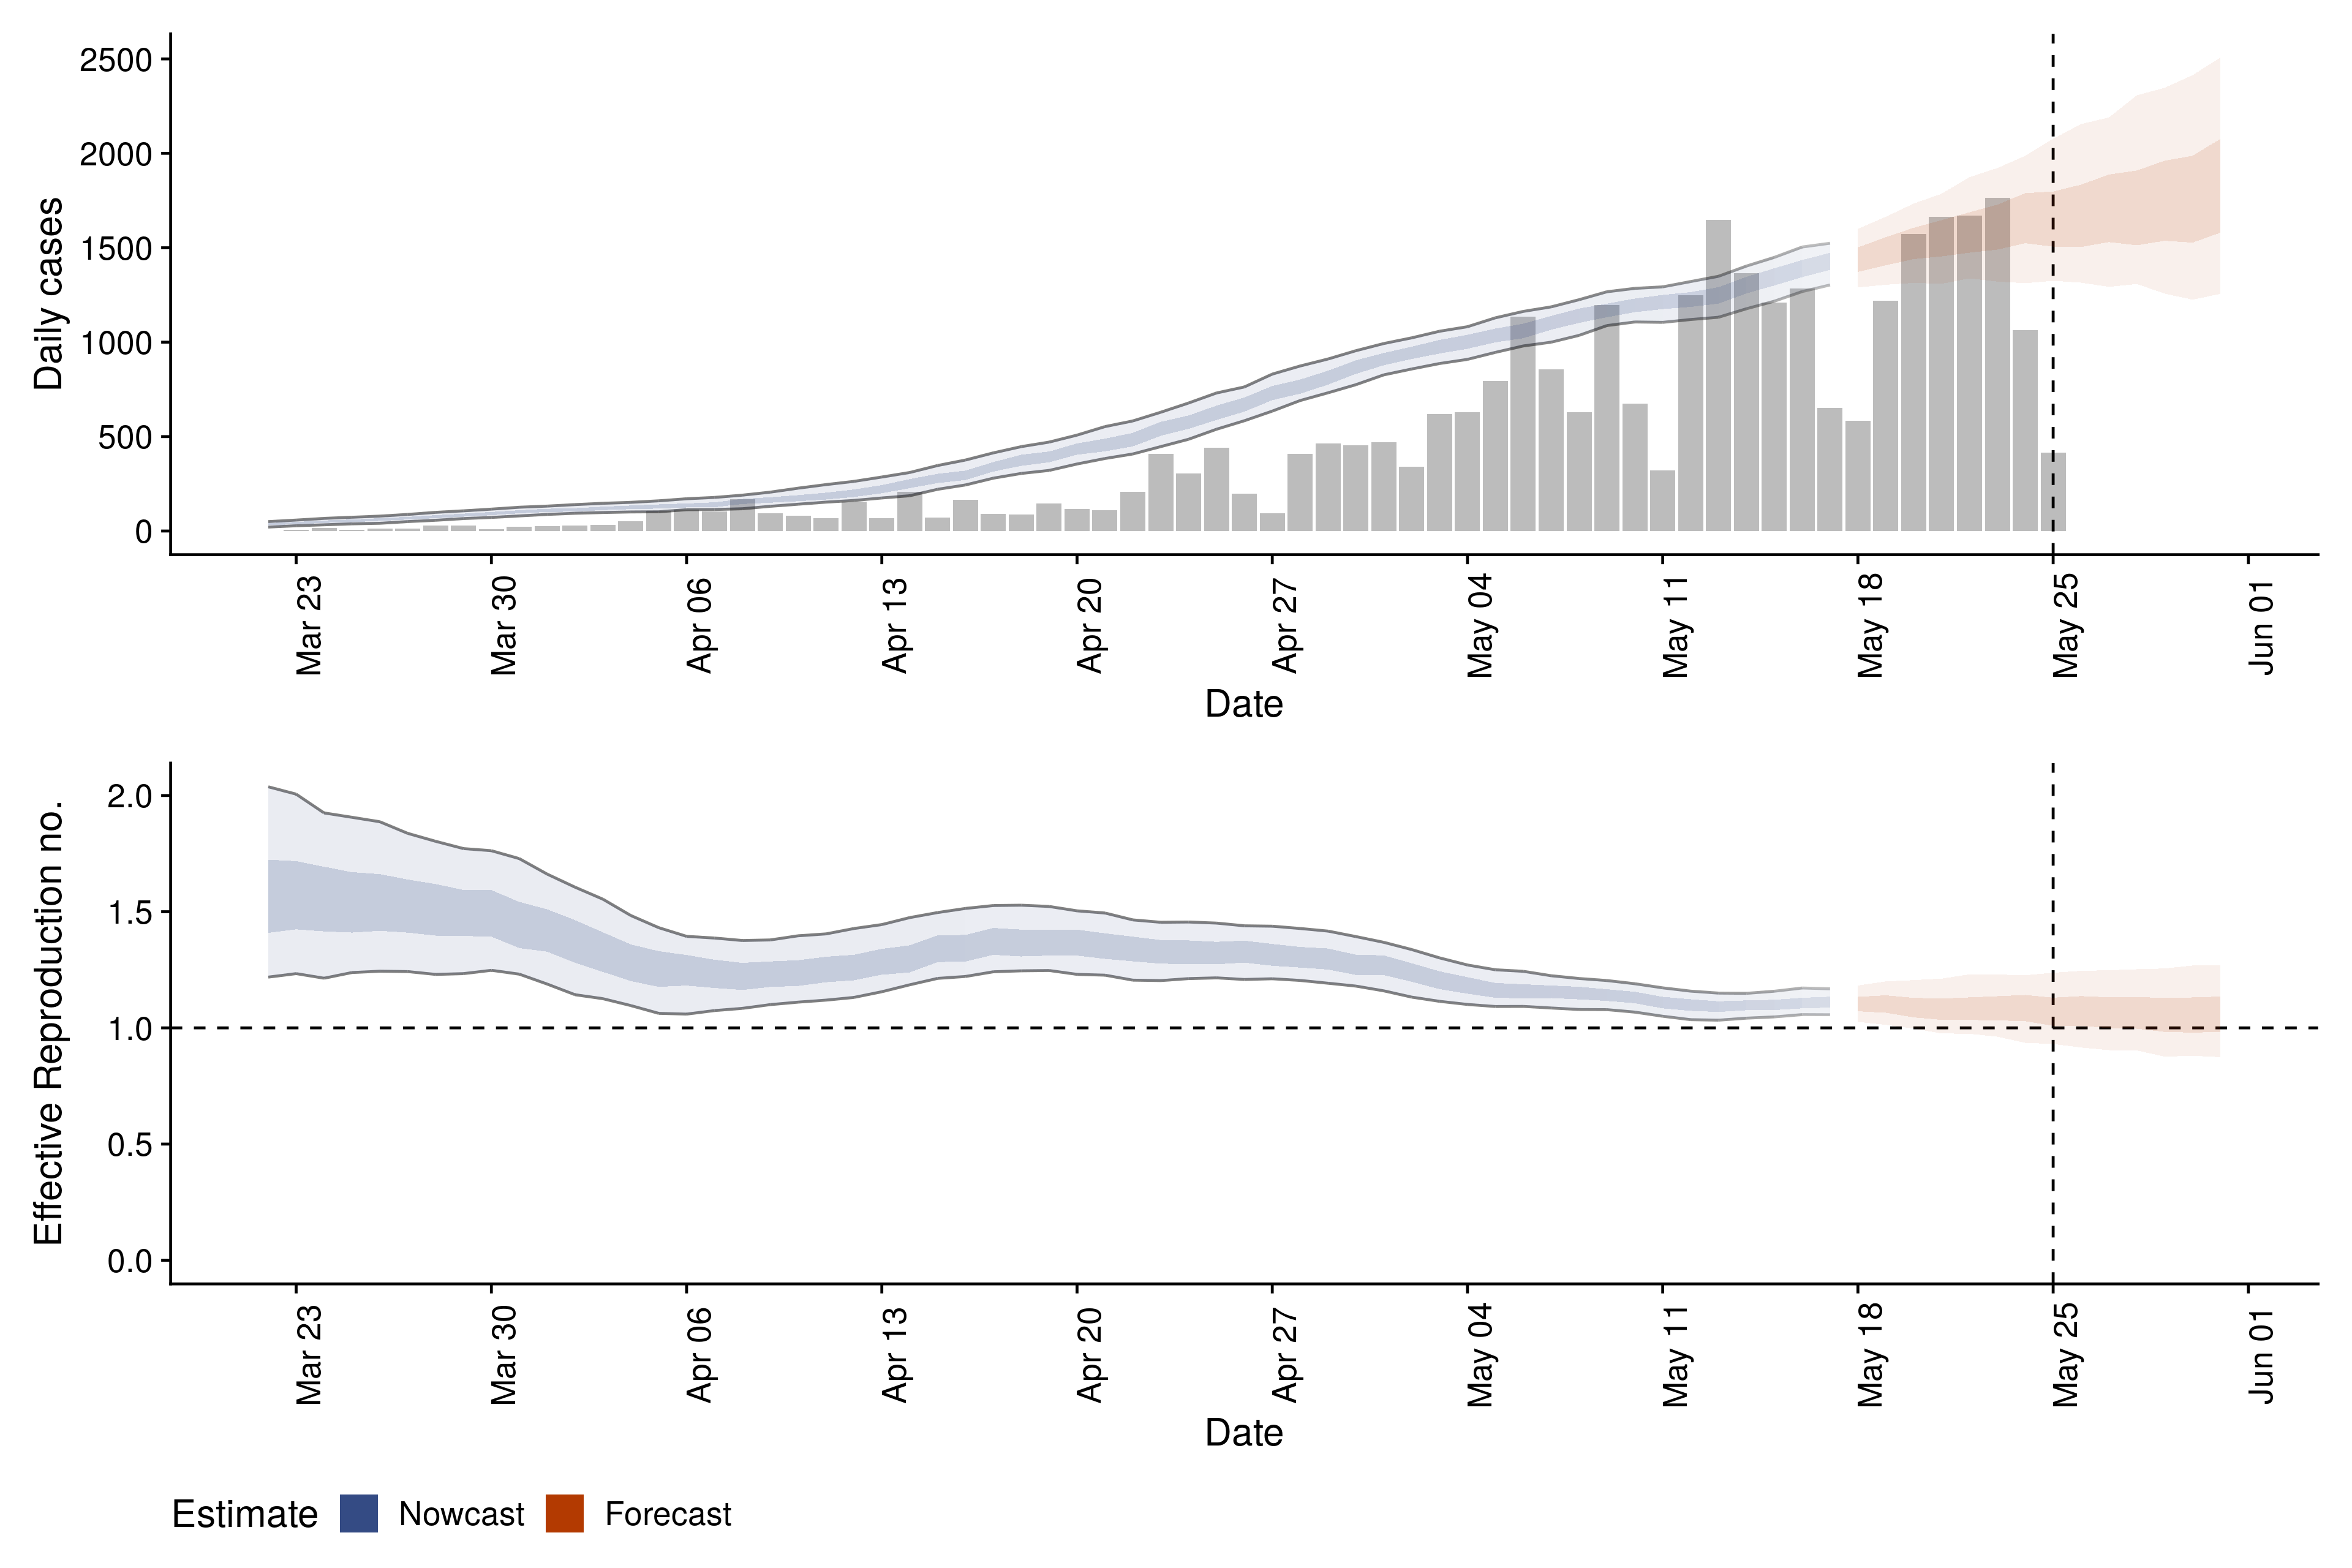 2500
2000
1500
1000
500
0
Daily cases
Mar 23
Mar 30
Apr 06
Apr 13
Apr 20
Apr 27
May 04
May 11
May 18
May 25
Jun 01
Date
2.0
1.5
1.0
0.5
0.0
Effective Reproduction no.
Mar 23
Mar 30
Apr 06
Apr 13
Apr 20
Apr 27
May 04
May 11
May 18
May 25
Jun 01
Date
Estimate Nowcast Forecast